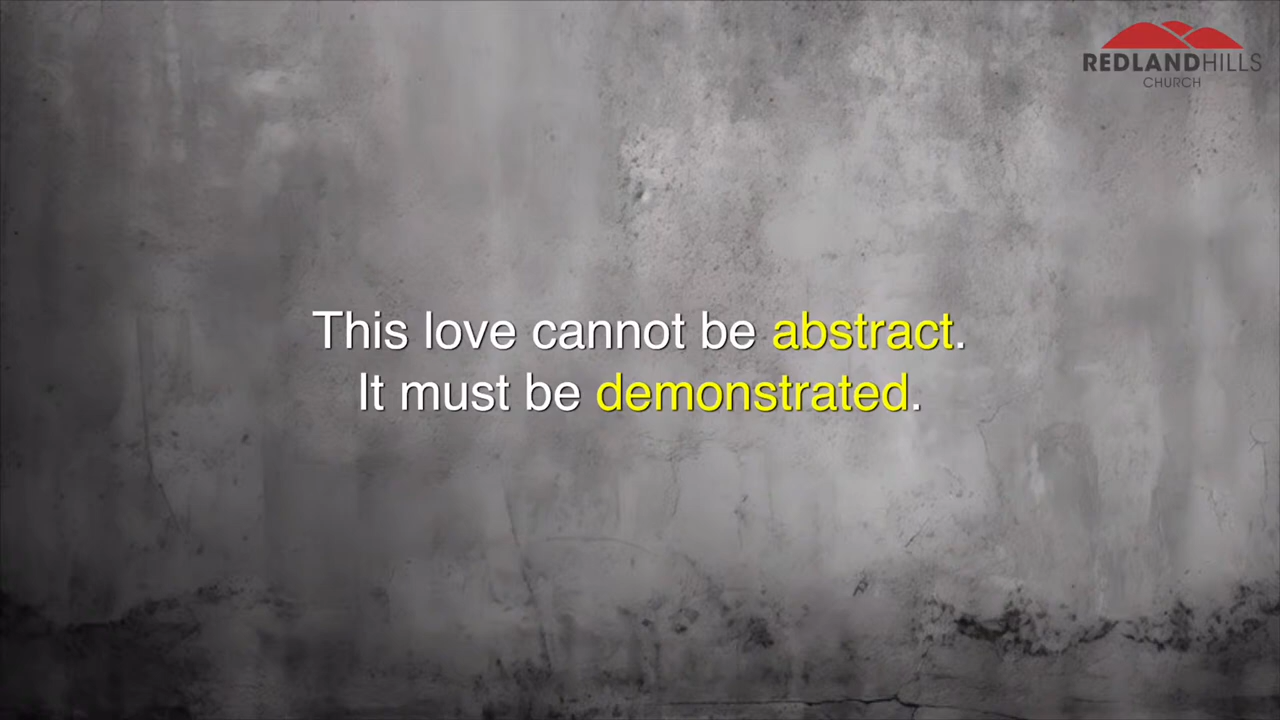 REDLANDHILLS
CHURCH
This love cannot be abstract.
It must be demonstrated.